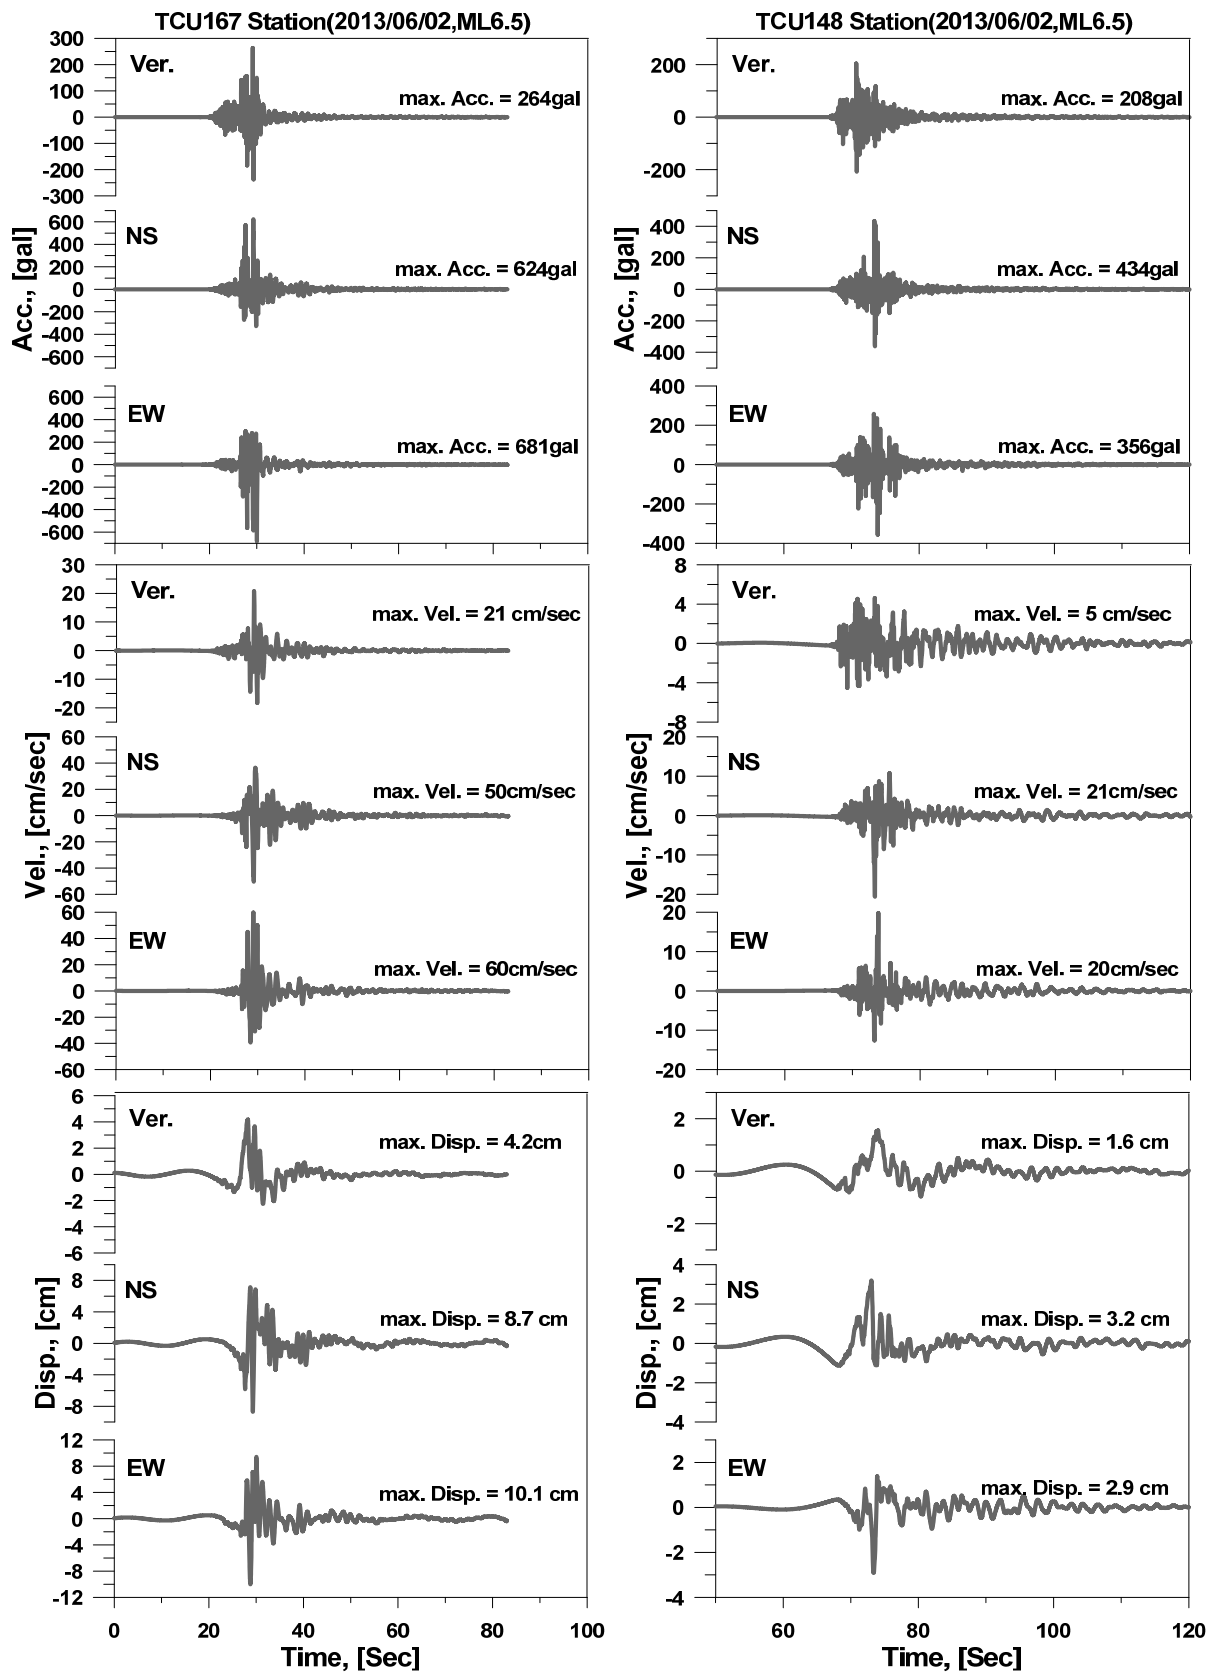 TCU167 Station(2013/06/02,ML6.5)
300
200
100
0
-100
-200
-300
Ver.
max. Acc. = 264gal
600
400
200
0
-200
-400
-600
NS
max. Acc. = 624gal
Acc., [gal]
600
400
200
0
-200
-400
-600
EW
max. Acc. = 681gal
30
20
10
0
-10
-20
Ver.
max. Vel. = 21 cm/sec
60
40
20
0
-20
-40
-60
NS
max. Vel. = 50cm/sec
Vel., [cm/sec]
60
40
20
0
-20
-40
-60
EW
max. Vel. = 60cm/sec
6
4
2
0
-2
-4
-6
Ver.
max. Disp. = 4.2cm
8
4
0
-4
-8
NS
max. Disp. = 8.7 cm
Disp., [cm]
12
8
4
0
-4
-8
-12
EW
max. Disp. = 10.1 cm
0 20 40 60 80 100
Time, [Sec]
TCU148 Station(2013/06/02,ML6.5)
200
0
-200
Ver.
max. Acc. = 208gal
400
200
0
-200
-400
NS
max. Acc. = 434gal
Acc., [gal]
400
200
0
-200
-400
EW
max. Acc. = 356gal
8
4
0
-4
-8
Ver.
max. Vel. = 5 cm/sec
20
10
0
-10
-20
NS
max. Vel. = 21cm/sec
Vel., [cm/sec]
20
10
0
-10
-20
EW
max. Vel. = 20cm/sec
2
0
-2
Ver.
max. Disp. = 1.6 cm
4
2
0
-2
-4
NS
max. Disp. = 3.2 cm
Disp., [cm]
2
0
-2
-4
EW
max. Disp. = 2.9 cm
60 80 100 120
Time, [Sec]